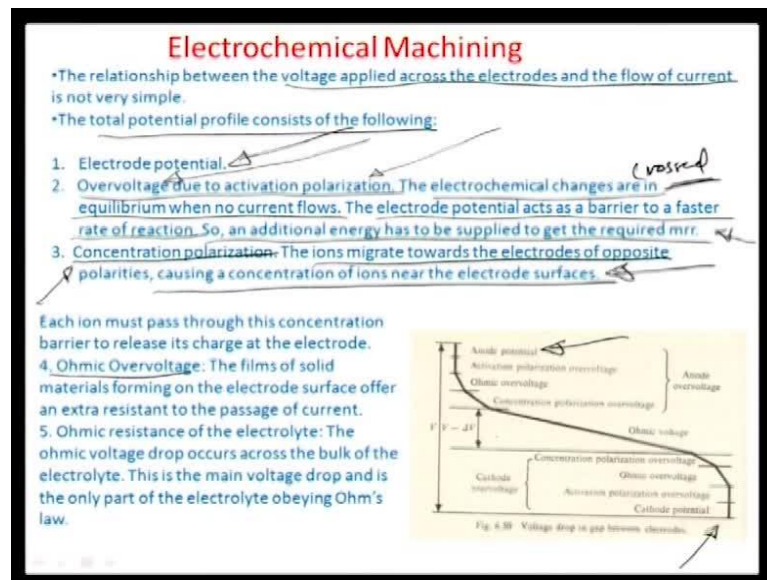 Electrochemical Machining
•The relationship between the voltage applied across the electrodes and the flow of current
is not very simple.
•The total potential profile consists of the following:
1. Electrode potential.
crossed
2. Overvoltage due to activation polarization. The electrochemical changes are in
equilibrium when no current flows. The electrode potential acts as a barrier to a faster
rate of reaction. So, an additional energy has to be supplied to get the required mrr.
3. Concentration polarization. The ions migrate towards the electrodes of opposite
polarities, causing a concentration of ions near the electrode surfaces.
Each ion must pass through this concentration
barrier to release its charge at the electrode.
4. Ohmic Overvoltage: The films of solid
materials forming on the electrode surface offer
an extra resistant to the passage of current.
5. Ohmic resistance of the electrolyte: The
ohmic voltage drop occurs across the bulk of the
electrolyte. This is the main voltage drop and is
the only part of the electrolyte obeying Ohm's
law.
Anode potential
Activation polarization overvoltage
Ohmic overvoltage
Concentration polarization overvoltage
Anode
overvoltage
V
V - ΔV
Ohmic voltage
Concentration polarization overvoltage
Ohmic overvoltage
Activation polarization overvoltage
Cathode potential
Cathode
overvoltage
Voltage drop in gap between electrodes.